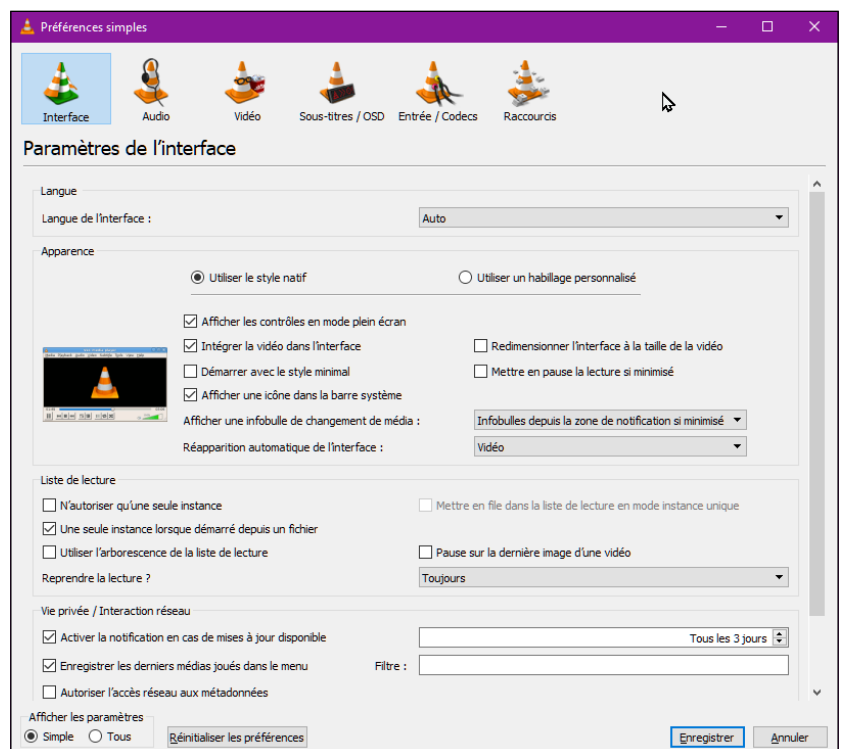 Préférences simples
Interface
Audio
Vidéo
Sous-titres / OSD
Entrée / Codecs
Raccourcis
Paramètres de l'interface
Langue
Langue de l'interface :
Auto
Apparence
Utiliser le style natif
Utiliser un habillage personnalisé
Afficher les contrôles en mode plein écran
Intégrer la vidéo dans l'interface
Redimensionner l'interface à la taille de la vidéo
Démarrer avec le style minimal
Mettre en pause la lecture si minimisé
Afficher une icône dans la barre système
Afficher une infobulle de changement de média :
Infobulles depuis la zone de notification si minimisé
Réapparition automatique de l'interface :
Vidéo
Liste de lecture
N'autoriser qu'une seule instance
Mettre en file dans la liste de lecture en mode instance unique
Une seule instance lorsque démarré depuis un fichier
Utiliser l'arborescence de la liste de lecture
Pause sur la dernière image d'une vidéo
Reprendre la lecture ?
Toujours
Vie privée / Interaction réseau
Activer la notification en cas de mises à jour disponible
Tous les 3 jours
Enregistrer les derniers médias joués dans le menu
Filtre :
Autoriser l'accès réseau aux métadonnées
Afficher les paramètres
Simple
Tous
Réinitialiser les préférences
Enregistrer
Annuler